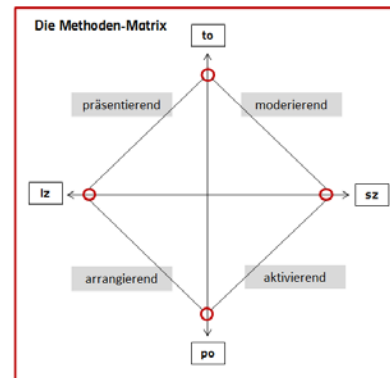 Die Methoden-Matrix
to
präsentierend
moderierend
lz
sz
arrangierend
aktivierend
po